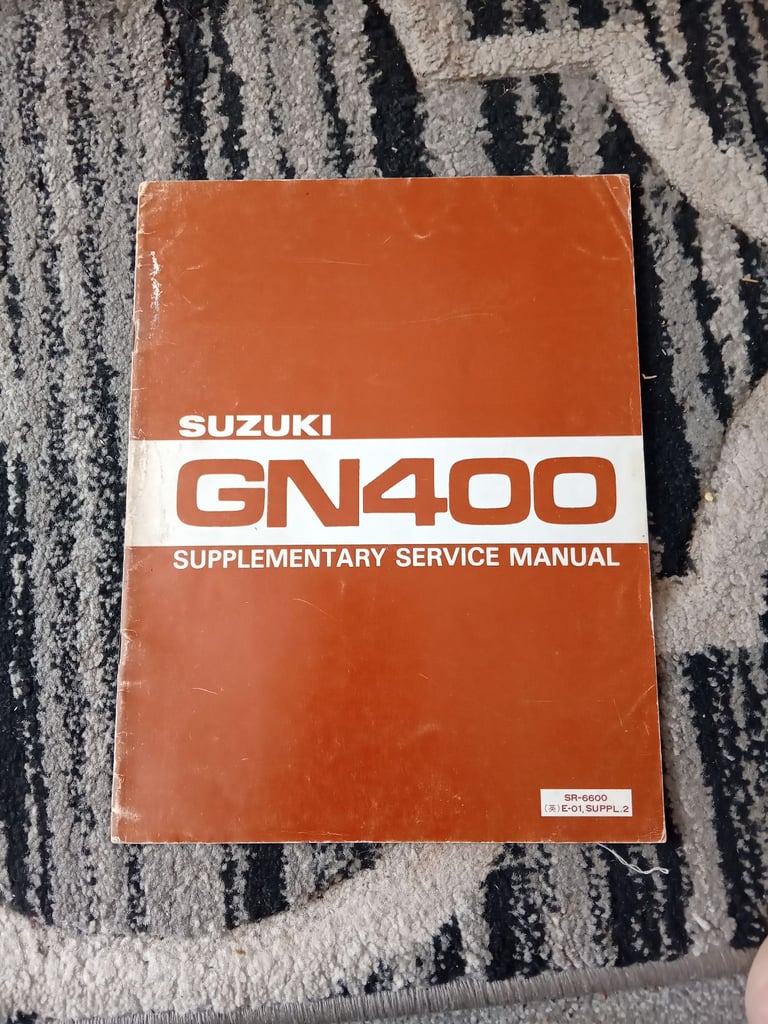 SUZUKI
GN400
SUPPLEMENTARY SERVICE MANUAL
SR-6600
(英)E-01, SUPPL.2